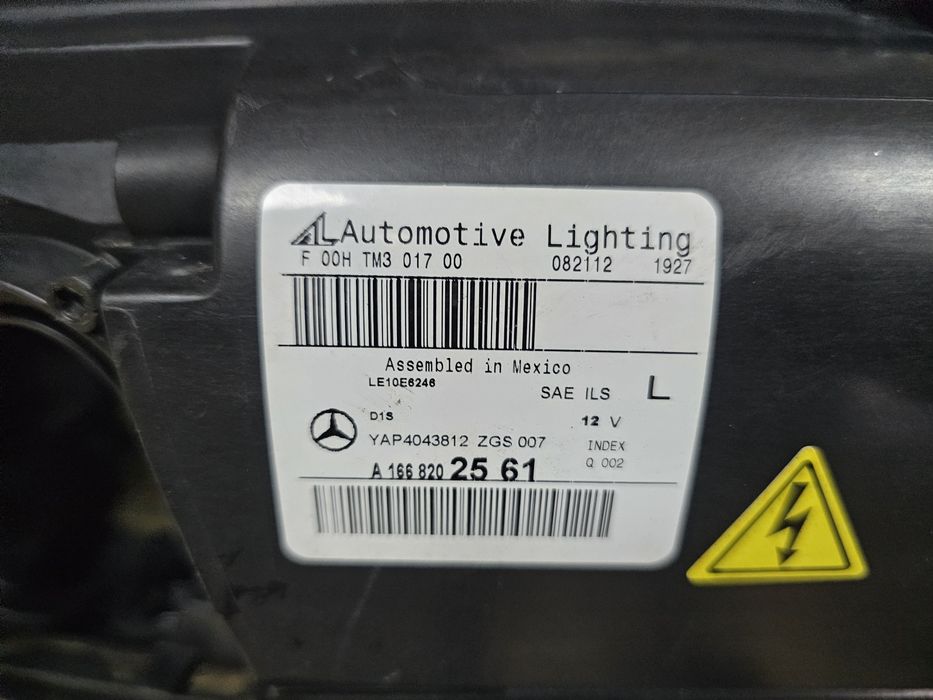 AL Automotive Lighting
F 00H TM3 017 00 082112 1927
Assembled in Mexico
LE10E6246
SAE ILS L
D1S 12 V
YAP4043812 ZGS 007 INDEX
A 166 820 25 61 Q 002